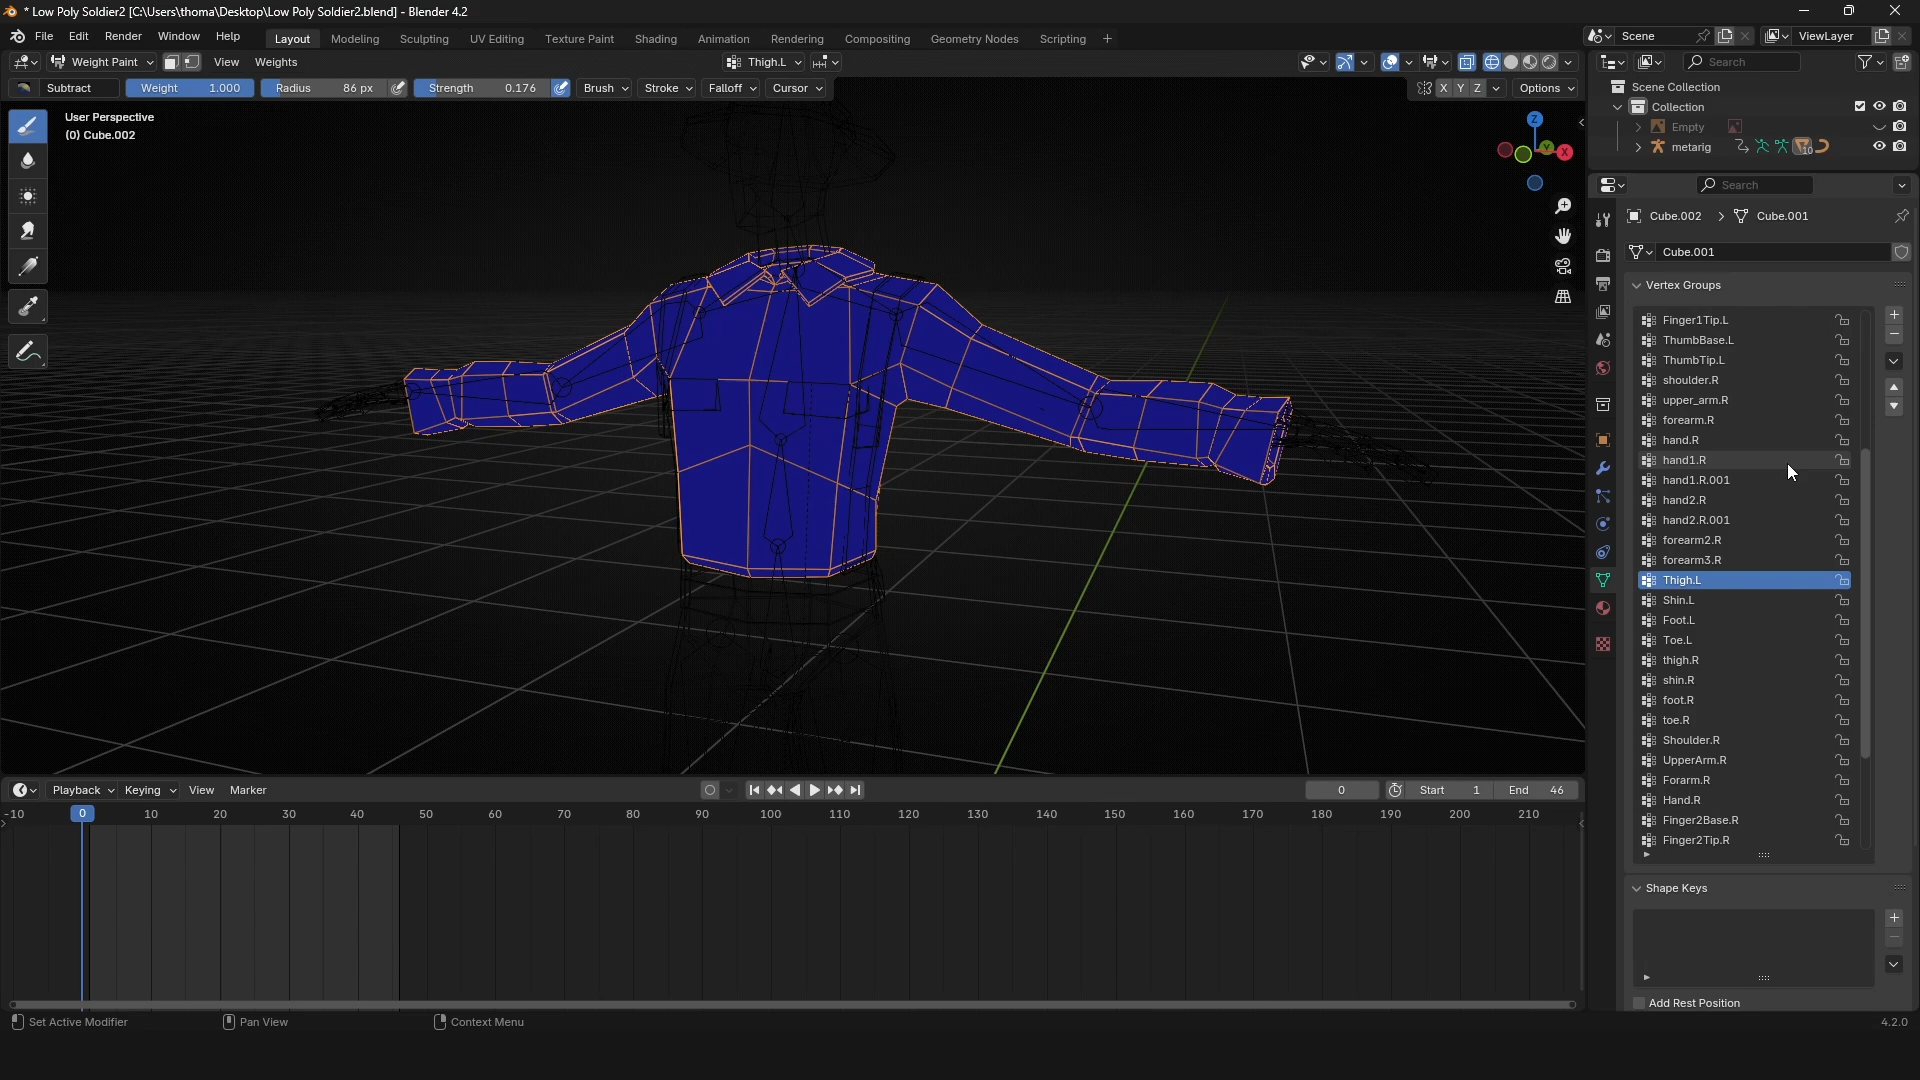 * Low Poly Soldier2 [C:\Users\thoma\Desktop\Low Poly Soldier2.blend] - Blender 4.2
File Edit Render Window Help Layout Modeling Sculpting UV Editing Texture Paint Shading Animation Rendering Compositing Geometry Nodes Scripting + Scene ViewLayer
Weight Paint View Weights Thigh.L Search
Subtract Weight 1.000 Radius 86 px Strength 0.176 Brush Stroke Falloff Cursor X Y Z Options
Scene Collection
Collection
Empty
metarig 10
User Perspective
(0) Cube.002
Z
Y
X
Search
Cube.002 > Cube.001
Cube.001
Vertex Groups
Finger1Tip.L
ThumbBase.L
ThumbTip.L
shoulder.R
upper_arm.R
forearm.R
hand.R
hand1.R
hand1.R.001
hand2.R
hand2.R.001
forearm2.R
forearm3.R
Thigh.L
Shin.L
Foot.L
Toe.L
thigh.R
shin.R
foot.R
toe.R
Shoulder.R
UpperArm.R
Forarm.R
Hand.R
Finger2Base.R
Finger2Tip.R
Shape Keys
Add Rest Position
Playback Keying View Marker 0 Start 1 End 46
-10 0 10 20 30 40 50 60 70 80 90 100 110 120 130 140 150 160 170 180 190 200 210
Set Active Modifier Pan View Context Menu 4.2.0